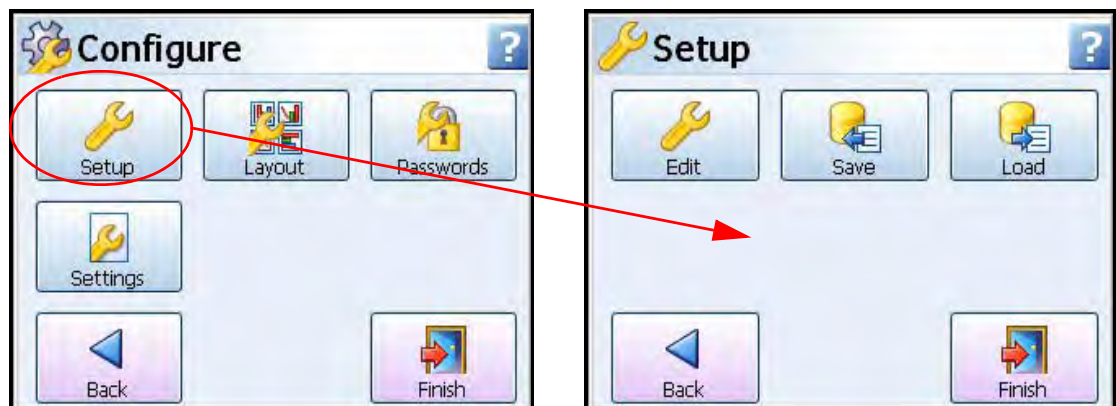 Configure
?
Setup
Layout
Passwords
Settings
Back
Finish
Setup
?
Edit
Save
Load
Back
Finish